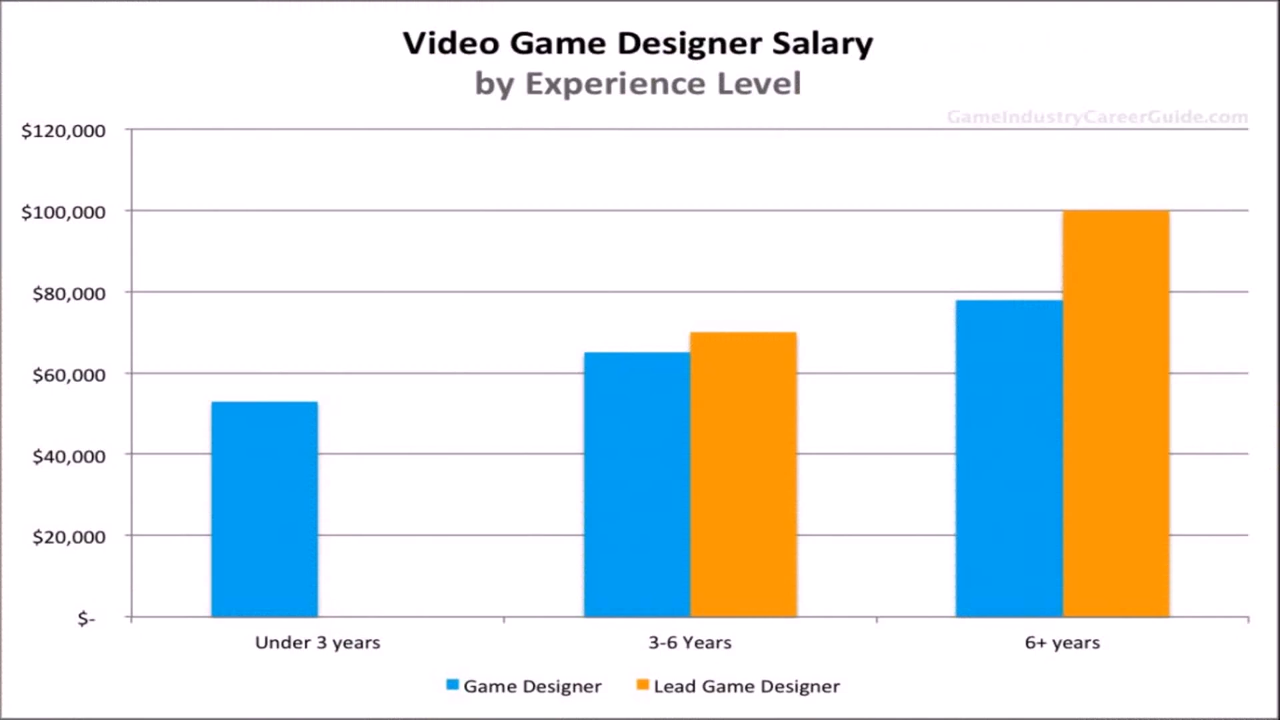 Video Game Designer Salary
by Experience Level
GameIndustryCareerGuide.com
$120,000
$100,000
$80,000
$60,000
$40,000
$20,000
$-
Under 3 years
3-6 Years
6+ years
Game Designer
Lead Game Designer